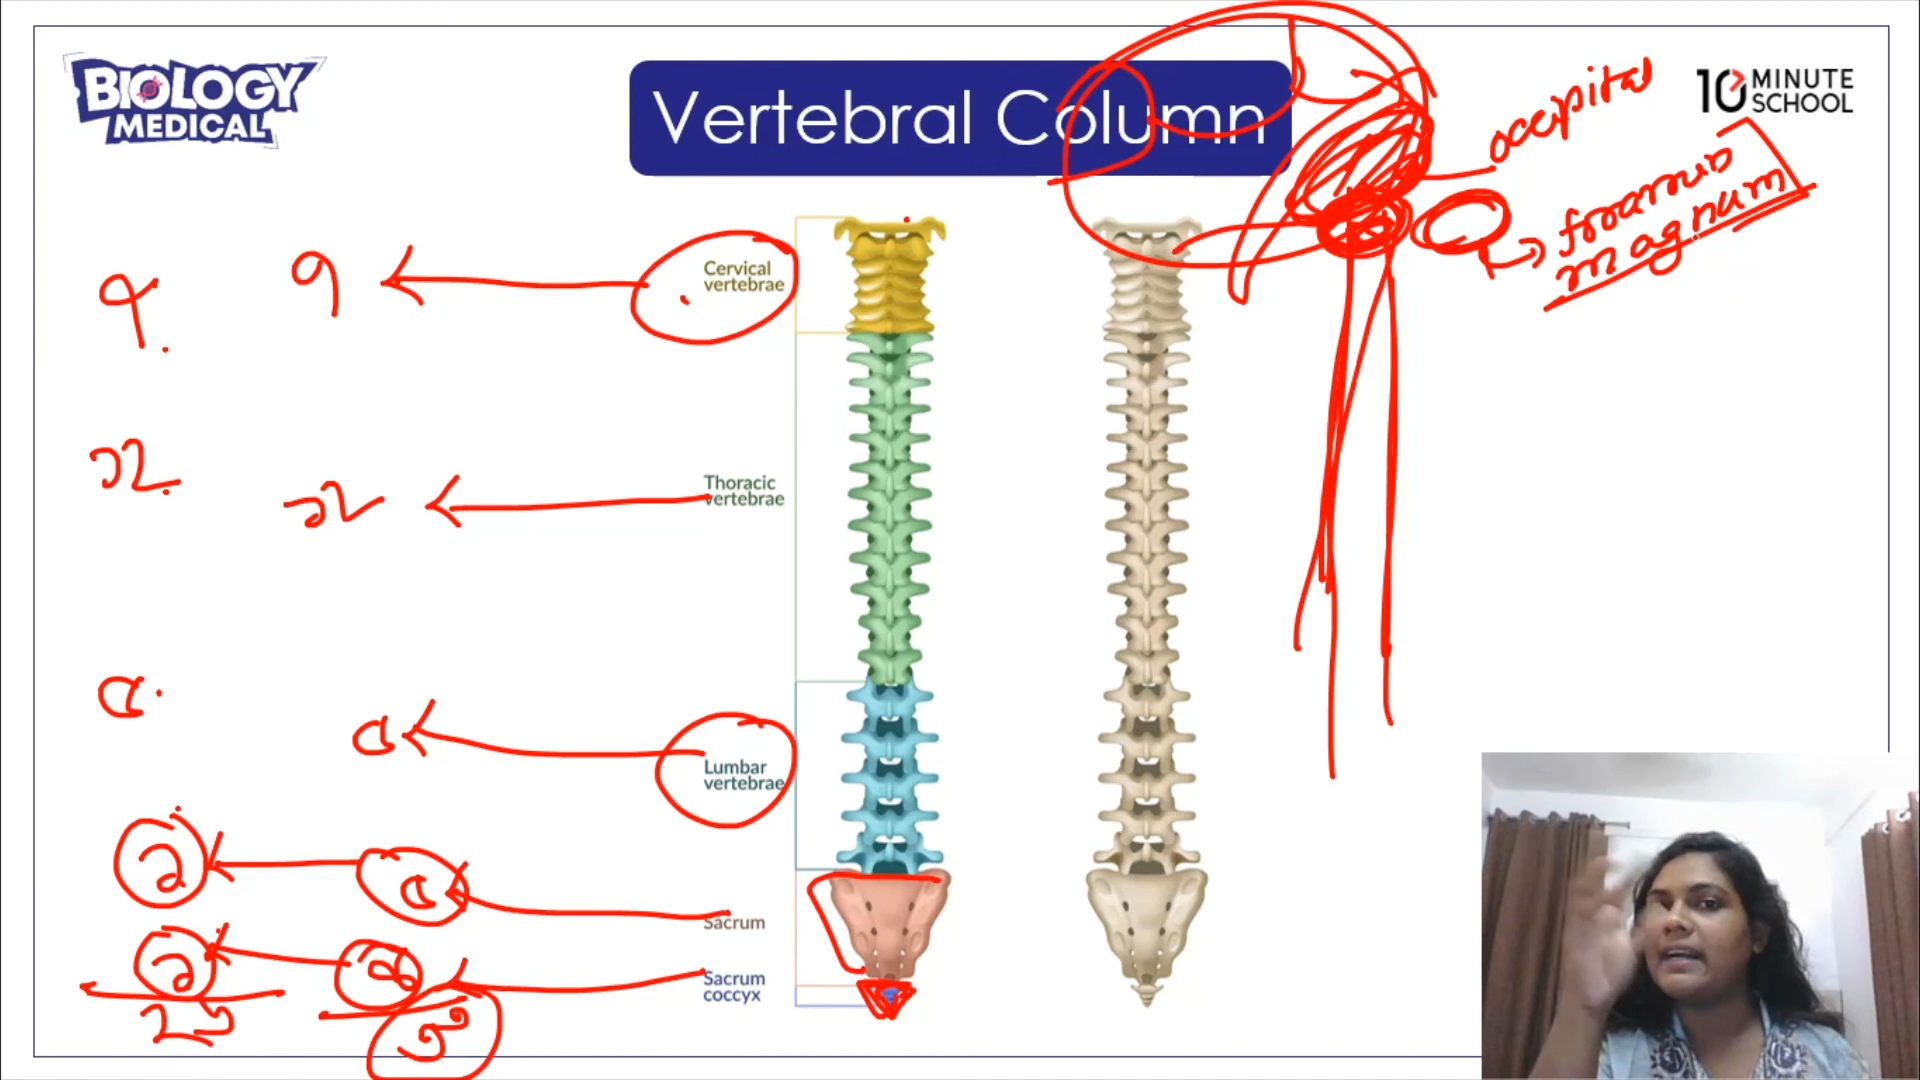 BIOLOGY
MEDICAL
Vertebral Column
10 MINUTE
SCHOOL
occipital
foramen
magnum
Cervical
vertebrae
৭
৭
Thoracic
vertebrae
১২
১২
Lumbar
vertebrae
৫
৫
Sacrum
৫
১
Sacrum
coccyx
৪
১
২৬